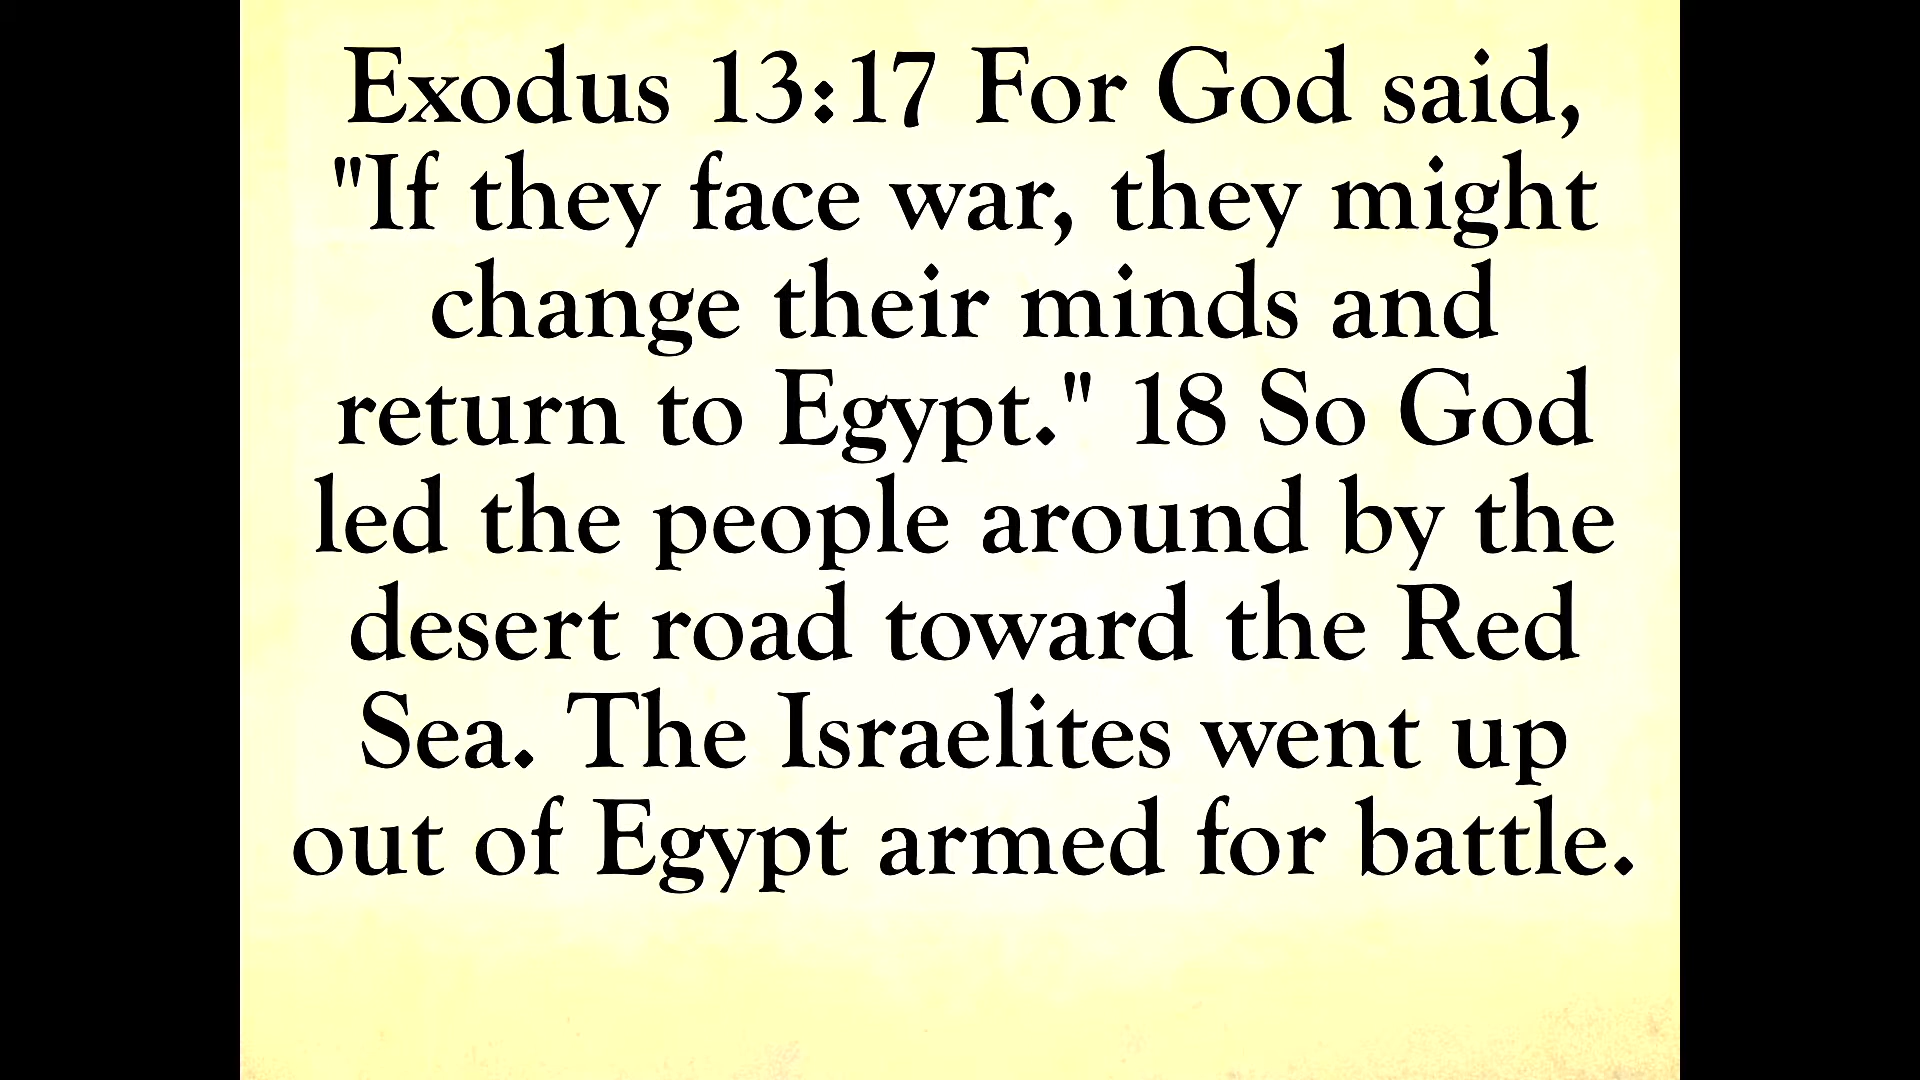 Exodus 13:17 For God said,
"If they face war, they might
change their minds and
return to Egypt." 18 So God
led the people around by the
desert road toward the Red
Sea. The Israelites went up
out of Egypt armed for battle.